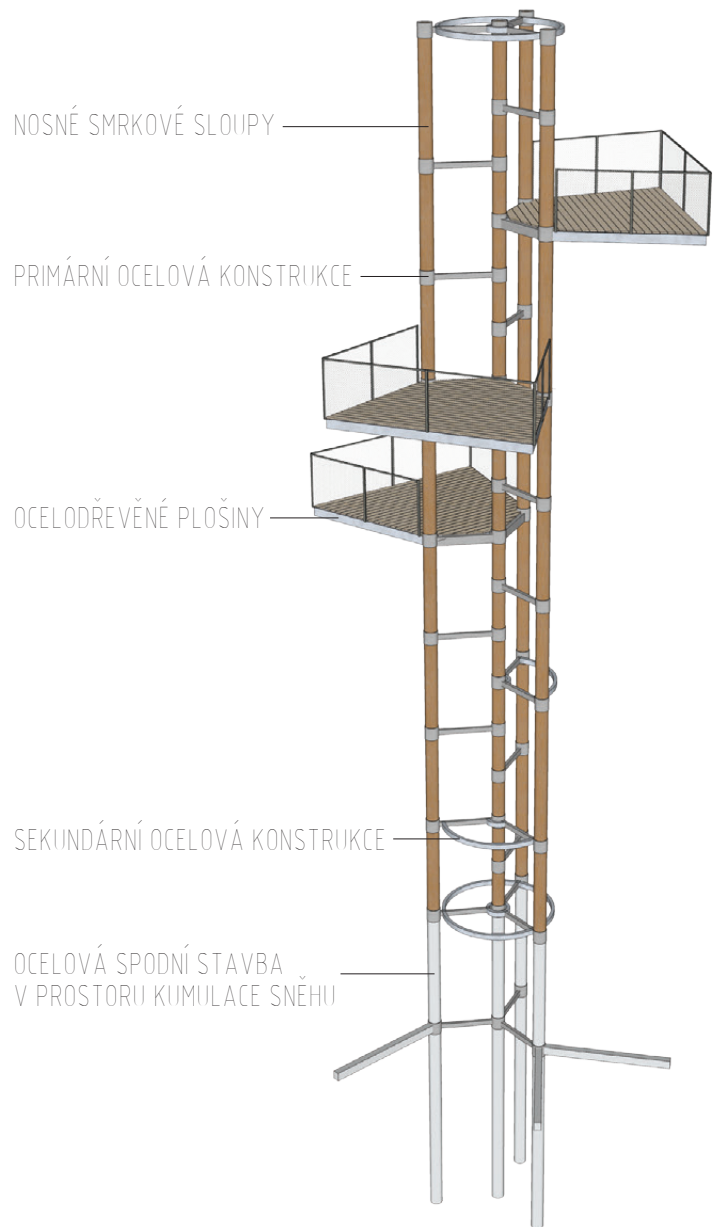 NOSNÉ SMRKOVÉ SLOUPY
PRIMÁRNÍ OCELOVÁ KONSTRUKCE
OCELODŘEVĚNÉ PLOŠINY
SEKUNDÁRNÍ OCELOVÁ KONSTRUKCE
OCELOVÁ SPODNÍ STAVBA
V PROSTORU KUMULACE SNĚHU